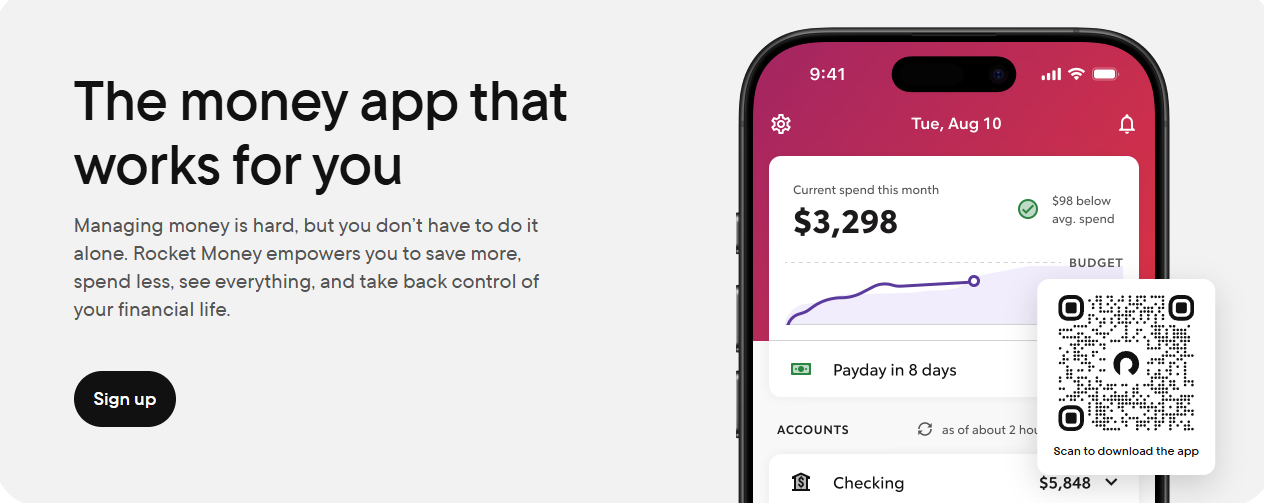 The money app that
works for you
Managing money is hard, but you don’t have to do it
alone. Rocket Money empowers you to save more,
spend less, see everything, and take back control of
your financial life.
Sign up
9:41
Tue, Aug 10
Current spend this month
$3,298
$98 below
avg. spend
BUDGET
Payday in 8 days
ACCOUNTS
as of about 2
Checking
$5,848
Scan to download the app